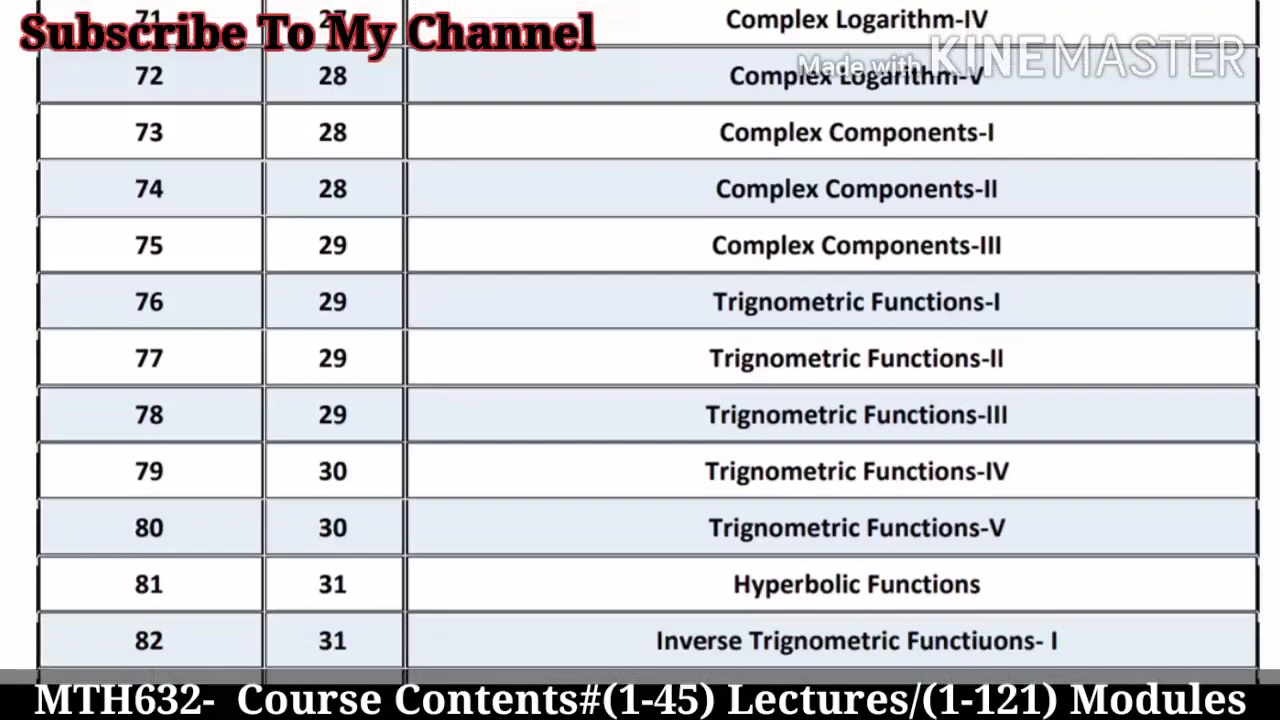 71 27 Complex Logarithm-IV
Subscribe To My Channel
Made with KINEMASTER
72 28 Complex Logarithm-V
73 28 Complex Components-I
74 28 Complex Components-II
75 29 Complex Components-III
76 29 Trignometric Functions-I
77 29 Trignometric Functions-II
78 29 Trignometric Functions-III
79 30 Trignometric Functions-IV
80 30 Trignometric Functions-V
81 31 Hyperbolic Functions
82 31 Inverse Trignometric Functiuons- I
MTH632- Course Contents#(1-45) Lectures/(1-121) Modules